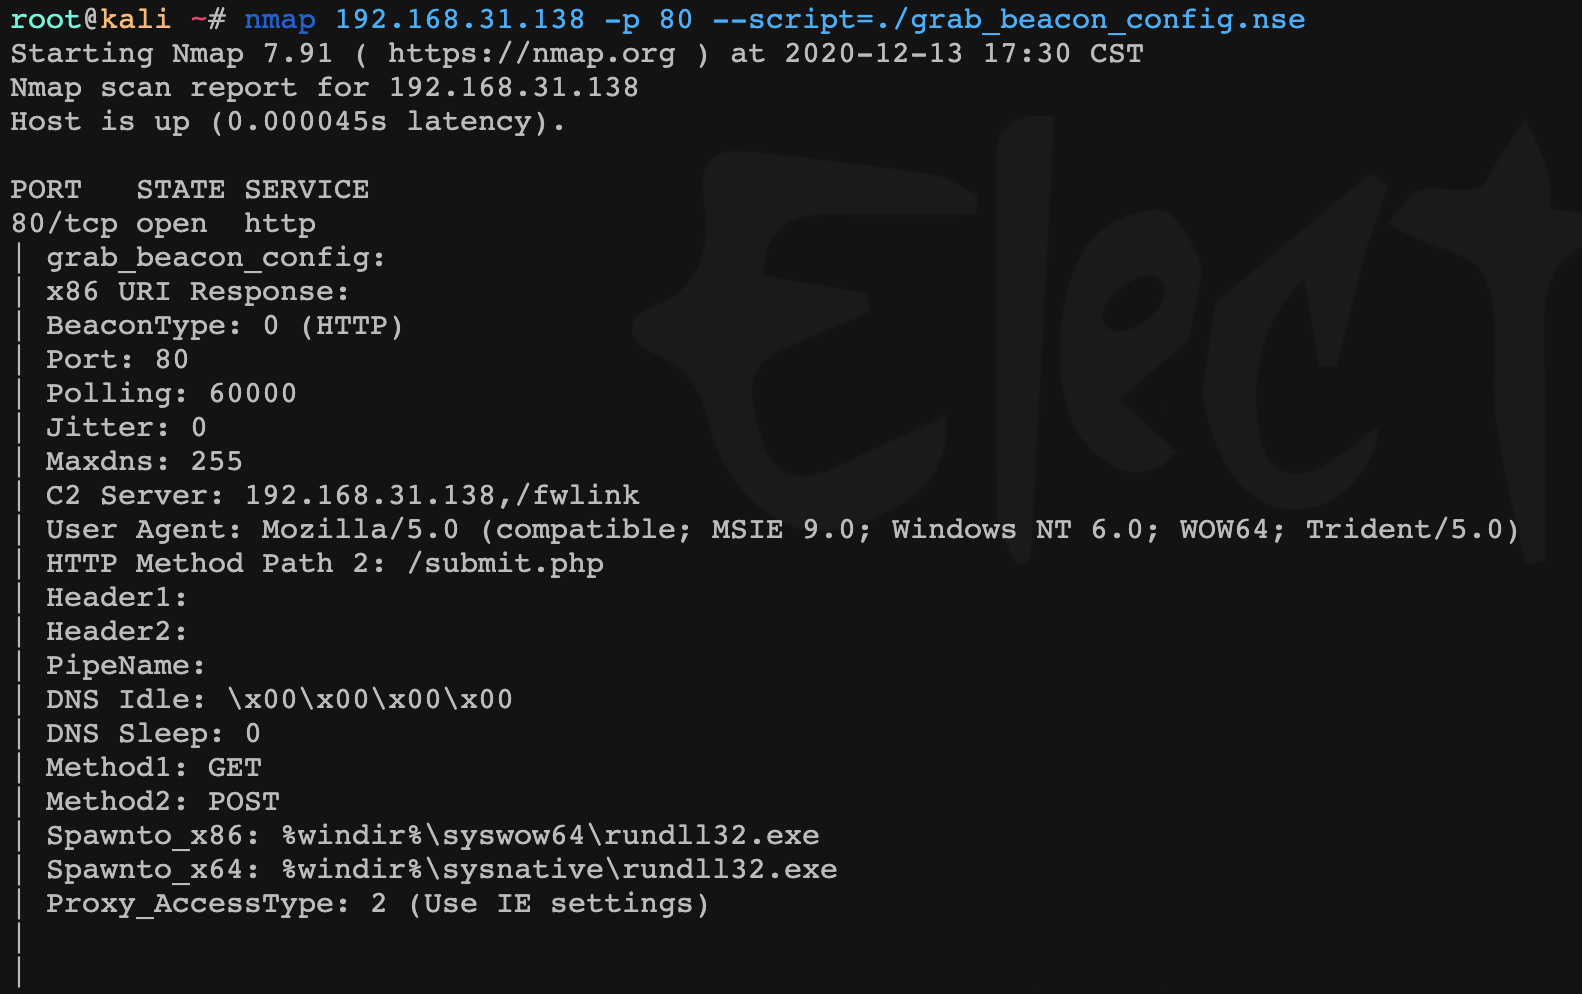 root@kali ~# nmap 192.168.31.138 -p 80 --script=./grab_beacon_config.nse
Starting Nmap 7.91 ( https://nmap.org ) at 2020-12-13 17:30 CST
Nmap scan report for 192.168.31.138
Host is up (0.000045s latency).
PORT   STATE SERVICE
80/tcp open  http
| grab_beacon_config:
| x86 URI Response:
| BeaconType: 0 (HTTP)
| Port: 80
| Polling: 60000
| Jitter: 0
| Maxdns: 255
| C2 Server: 192.168.31.138,/fwlink
| User Agent: Mozilla/5.0 (compatible; MSIE 9.0; Windows NT 6.0; WOW64; Trident/5.0)
| HTTP Method Path 2: /submit.php
| Header1:
| Header2:
| PipeName:
| DNS Idle: \x00\x00\x00\x00
| DNS Sleep: 0
| Method1: GET
| Method2: POST
| Spawnto_x86: %windir%\syswow64\rundll32.exe
| Spawnto_x64: %windir%\sysnative\rundll32.exe
| Proxy_AccessType: 2 (Use IE settings)
|
|
Elect